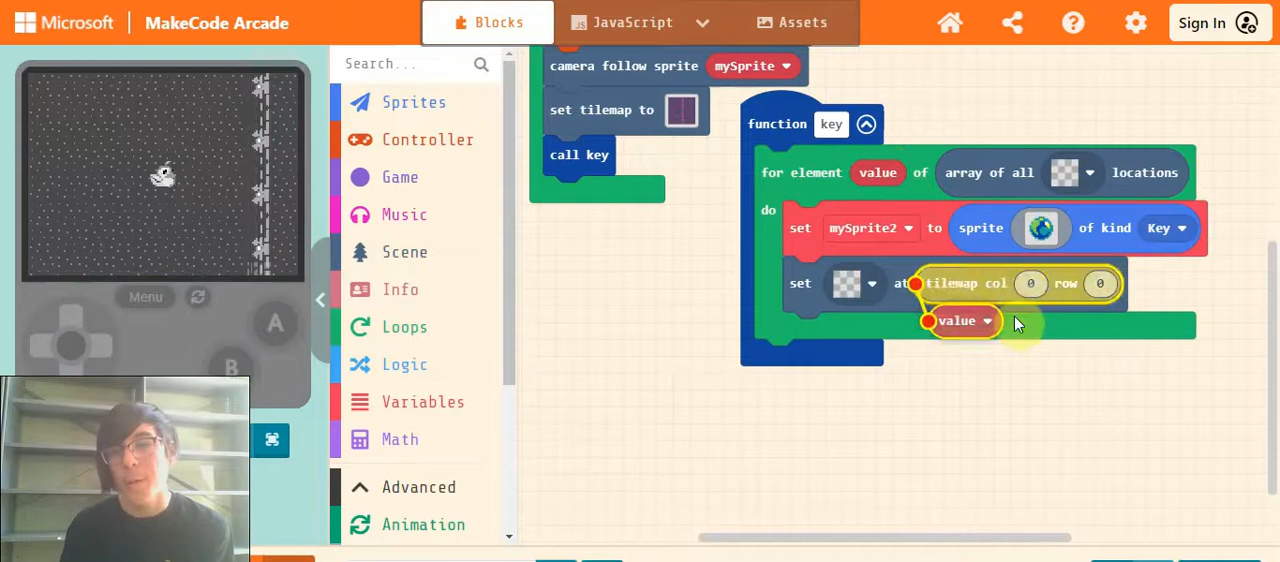 Microsoft
MakeCode Arcade
Blocks
JavaScript
Assets
Sign In
Menu
A
B
Search...
Sprites
Controller
Game
Music
Scene
Info
Loops
Logic
Variables
Math
Advanced
Animation
camera follow sprite mySprite
set tilemap to
call key
function key
for element value of array of all locations
do
set mySprite2 to sprite of kind Key
set at tilemap col 0 row 0
value